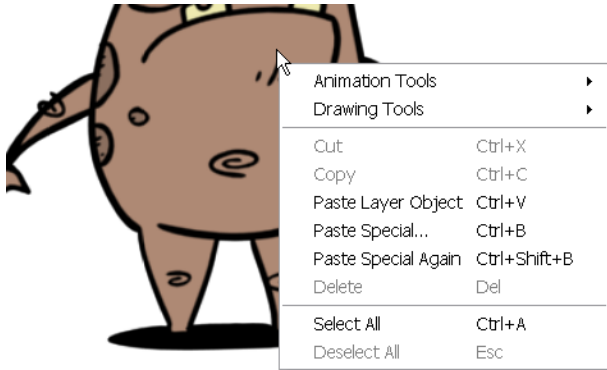 Animation Tools
Drawing Tools
Cut Ctrl+X
Copy Ctrl+C
Paste Layer Object Ctrl+V
Paste Special... Ctrl+B
Paste Special Again Ctrl+Shift+B
Delete Del
Select All Ctrl+A
Deselect All Esc